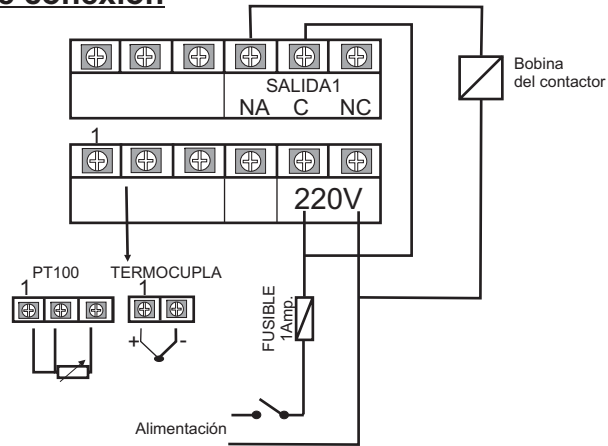 conexión
Bobina
del contactor
SALIDA1
NA C NC
1
220V
PT100 TERMOCUPLA
1 1
+ -
FUSIBLE
1Amp.
Alimentación